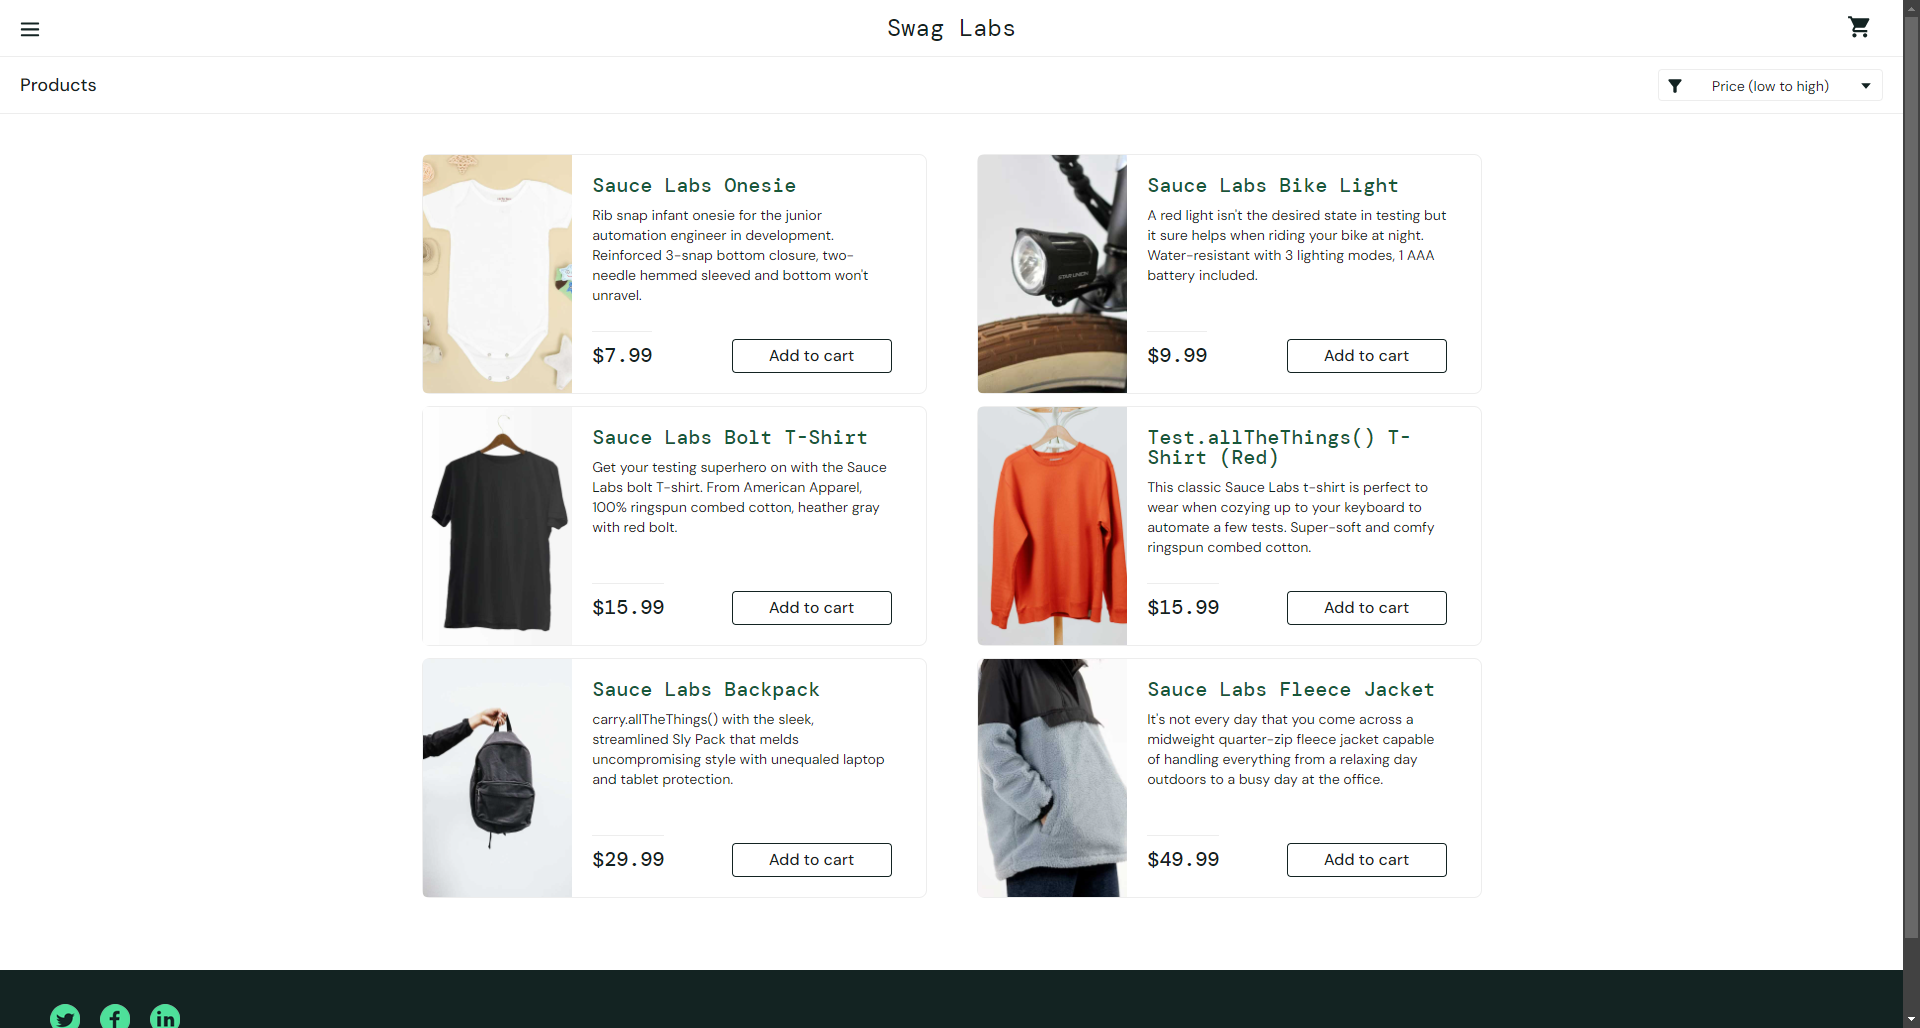 Swag Labs
Products
Price (low to high)
Sauce Labs Onesie
Rib snap infant onesie for the junior
automation engineer in development.
Reinforced 3-snap bottom closure, two-
needle hemmed sleeved and bottom won't
unravel.
$7.99
Add to cart
STAR UNION
Sauce Labs Bike Light
A red light isn't the desired state in testing but
it sure helps when riding your bike at night.
Water-resistant with 3 lighting modes, 1 AAA
battery included.
$9.99
Add to cart
Sauce Labs Bolt T-Shirt
Get your testing superhero on with the Sauce
Labs bolt T-shirt. From American Apparel,
100% ringspun combed cotton, heather gray
with red bolt.
$15.99
Add to cart
Test.allTheThings() T-
Shirt (Red)
This classic Sauce Labs t-shirt is perfect to
wear when cozying up to your keyboard to
automate a few tests. Super-soft and comfy
ringspun combed cotton.
$15.99
Add to cart
Sauce Labs Backpack
carry.allTheThings() with the sleek,
streamlined Sly Pack that melds
uncompromising style with unequaled laptop
and tablet protection.
$29.99
Add to cart
Sauce Labs Fleece Jacket
It's not every day that you come across a
midweight quarter-zip fleece jacket capable
of handling everything from a relaxing day
outdoors to a busy day at the office.
$49.99
Add to cart